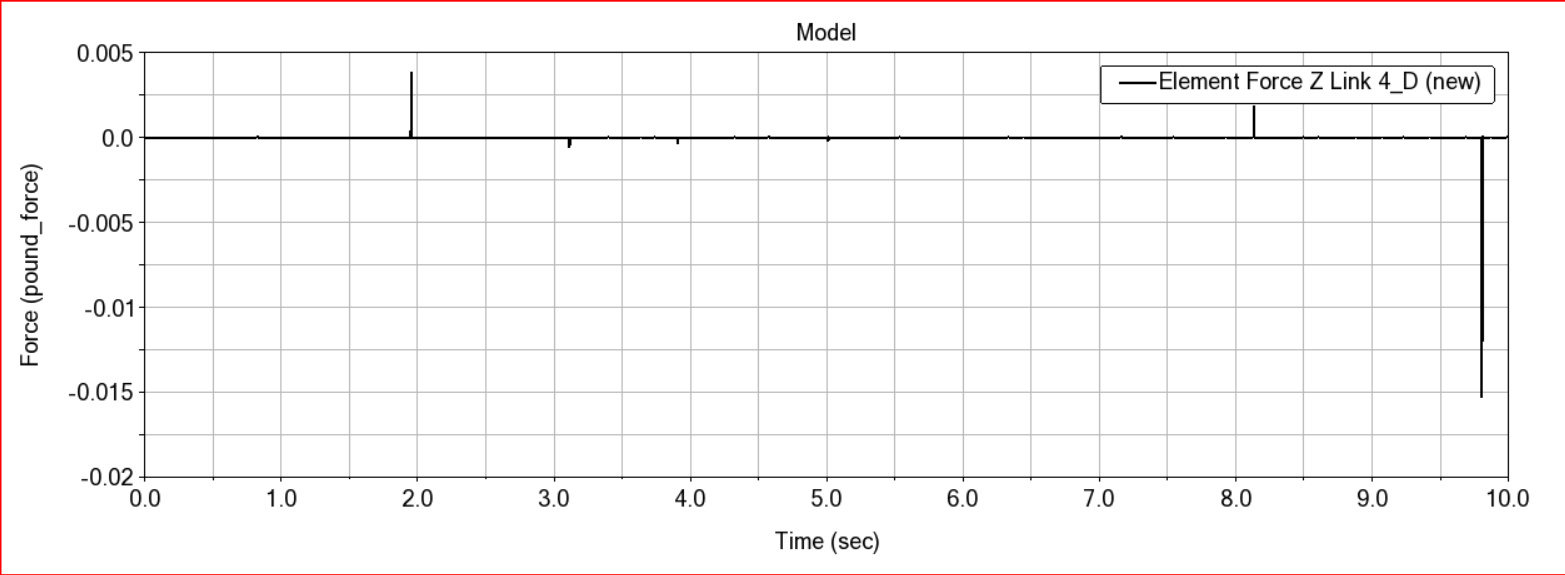 Model
Element Force Z Link 4_D (new)
Force (pound_force)
0.005
0.0
-0.005
-0.01
-0.015
-0.02
0.0 1.0 2.0 3.0 4.0 5.0 6.0 7.0 8.0 9.0 10.0
Time (sec)